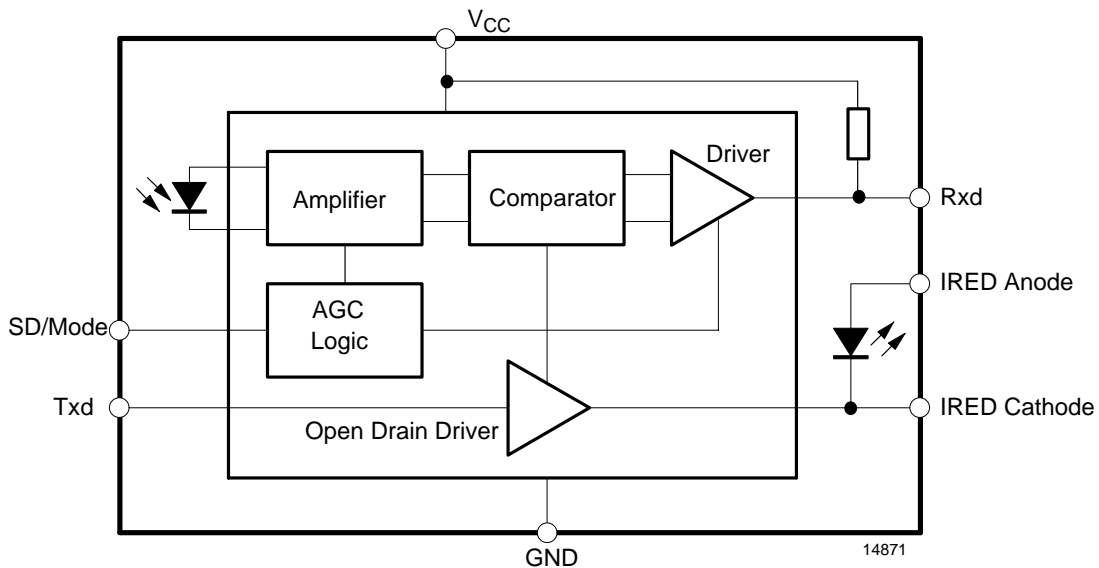 VCC
Driver
Amplifier
Comparator
Rxd
IRED Anode
SD/Mode
AGC
Logic
Txd
Open Drain Driver
IRED Cathode
GND
14871